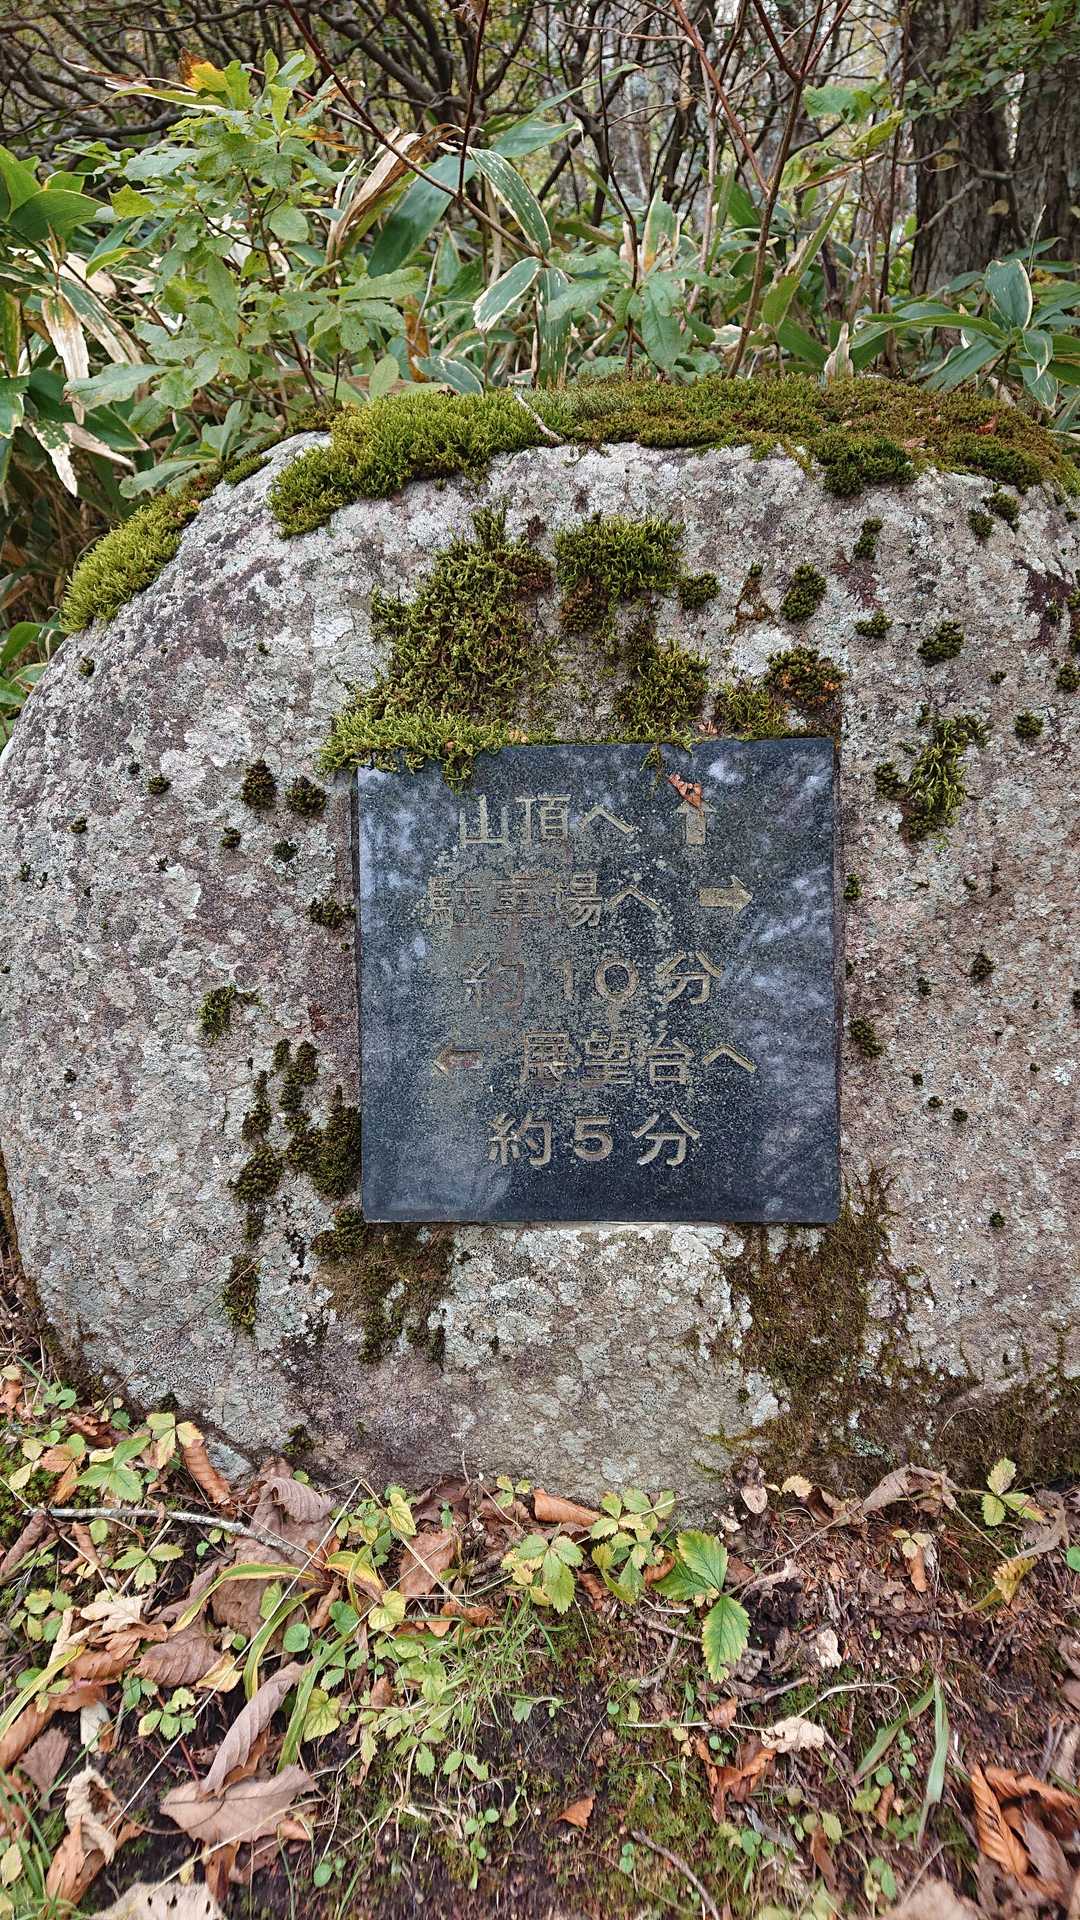 山頂へ ↑
駐車場へ →
約10分
← 展望台へ
約5分